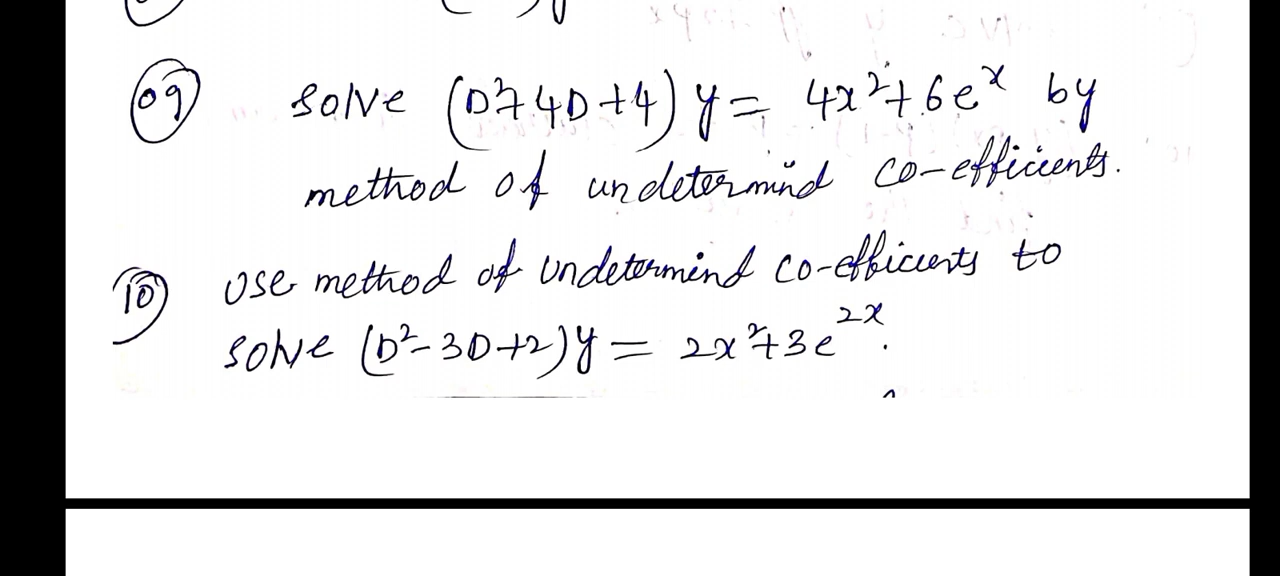 09 solve (D²+4D+4) y = 4x²+6eˣ by
method of undetermind co-efficients.
10 use method of undetermind co-efficients to
solve (D²-3D+2)y = 2x²+3e²ˣ.